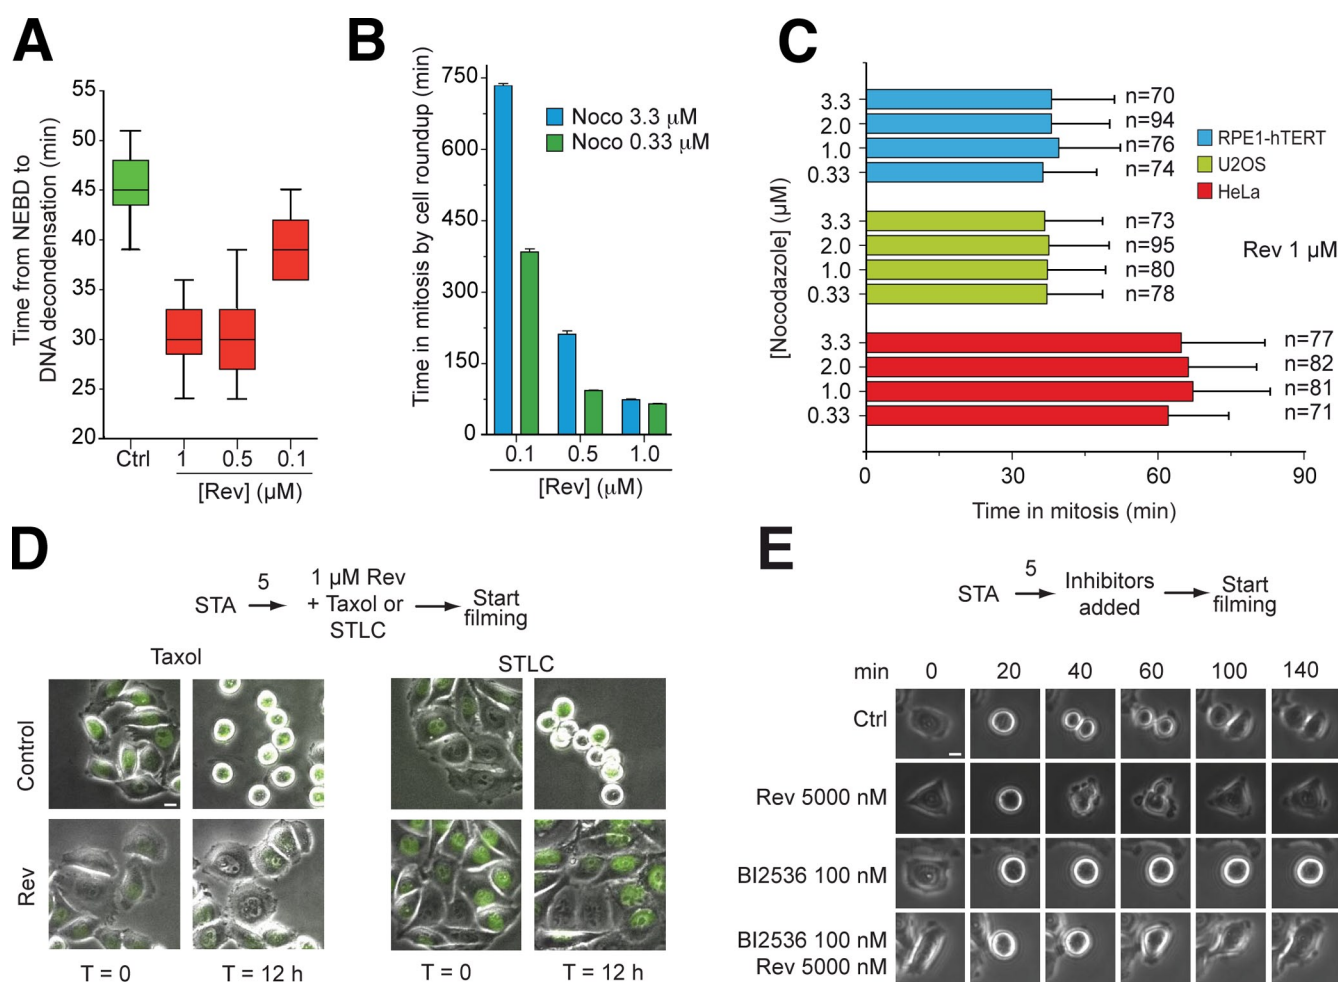 A
Time from NEBD to
DNA decondensation (min)
55
50
45
40
35
30
25
20
Ctrl 1 0.5 0.1
[Rev] (µM)
B
Time in mitosis by cell roundup (min)
750
600
450
300
150
0
Noco 3.3 µM
Noco 0.33 µM
0.1 0.5 1.0
[Rev] (µM)
C
[Nocodazole] (µM)
3.3 n=70
2.0 n=94
1.0 n=76
0.33 n=74
3.3 n=73
2.0 n=95
1.0 n=80
0.33 n=78
3.3 n=77
2.0 n=82
1.0 n=81
0.33 n=71
RPE1-hTERT
U2OS
HeLa
Rev 1 µM
0 30 60 90
Time in mitosis (min)
D
STA
5
1 µM Rev
+ Taxol or
STLC
Start
filming
Taxol
STLC
Control
Rev
T = 0 T = 12 h T = 0 T = 12 h
E
STA
5
Inhibitors
added
Start
filming
min 0 20 40 60 100 140
Ctrl
Rev 5000 nM
BI2536 100 nM
BI2536 100 nM
Rev 5000 nM